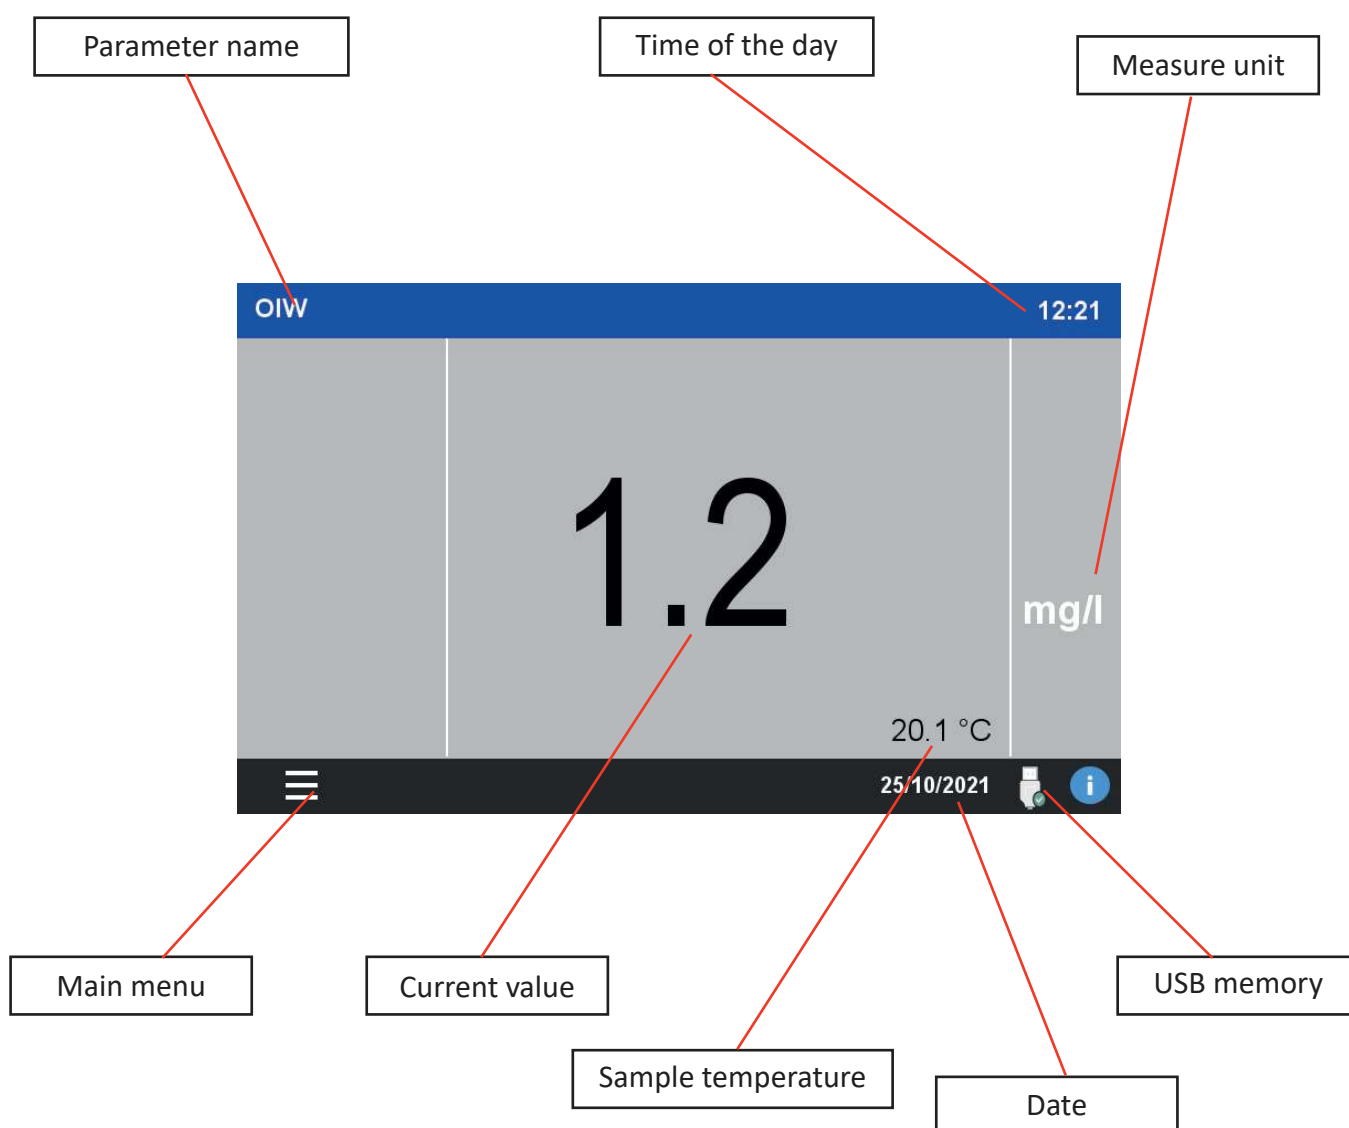 Parameter name
Time of the day
Measure unit
OIW
12:21
1.2
mg/l
20.1 °C
25/10/2021
i
Main menu
Current value
USB memory
Sample temperature
Date